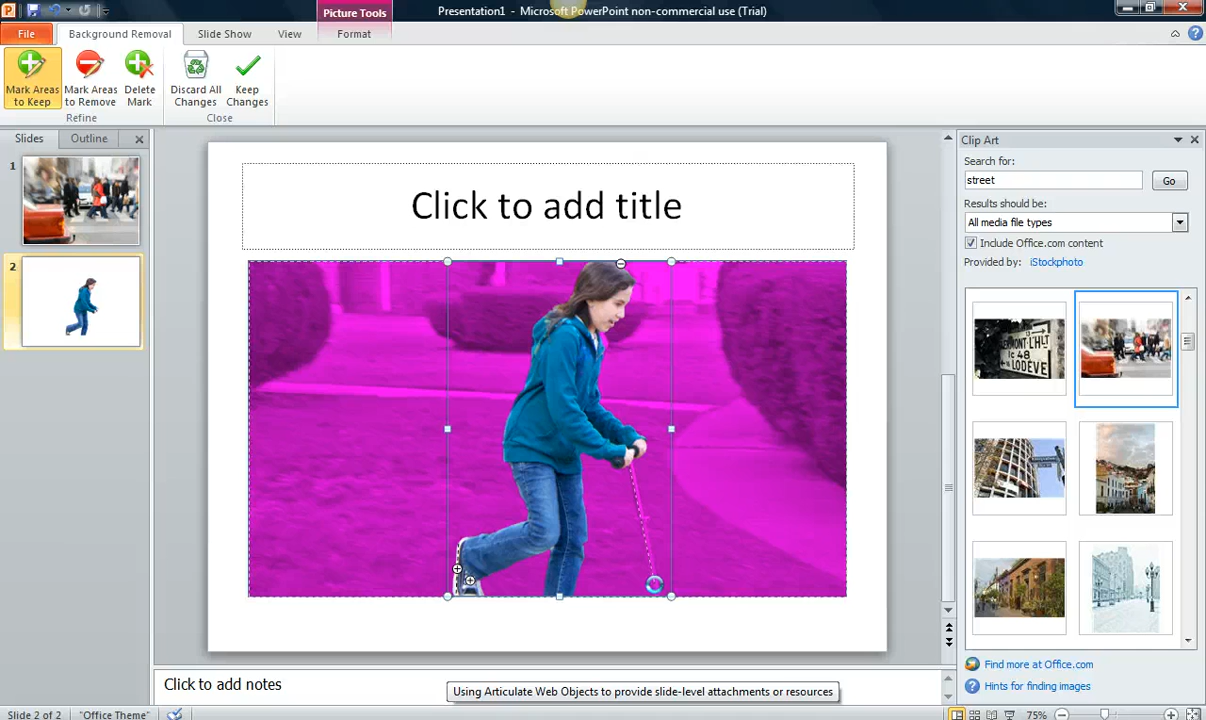 Picture Tools
Presentation1 - Microsoft PowerPoint non-commercial use (Trial)
File
Background Removal
Slide Show
View
Format
Mark Areas to Keep
Mark Areas to Remove
Delete Mark
Discard All Changes
Keep Changes
Refine
Close
Slides
Outline
1
2
Click to add title
Click to add notes
Using Articulate Web Objects to provide slide-level attachments or resources
Clip Art
Search for:
street
Go
Results should be:
All media file types
Include Office.com content
Provided by: iStockphoto
Find more at Office.com
Hints for finding images
Slide 2 of 2
"Office Theme"
75%